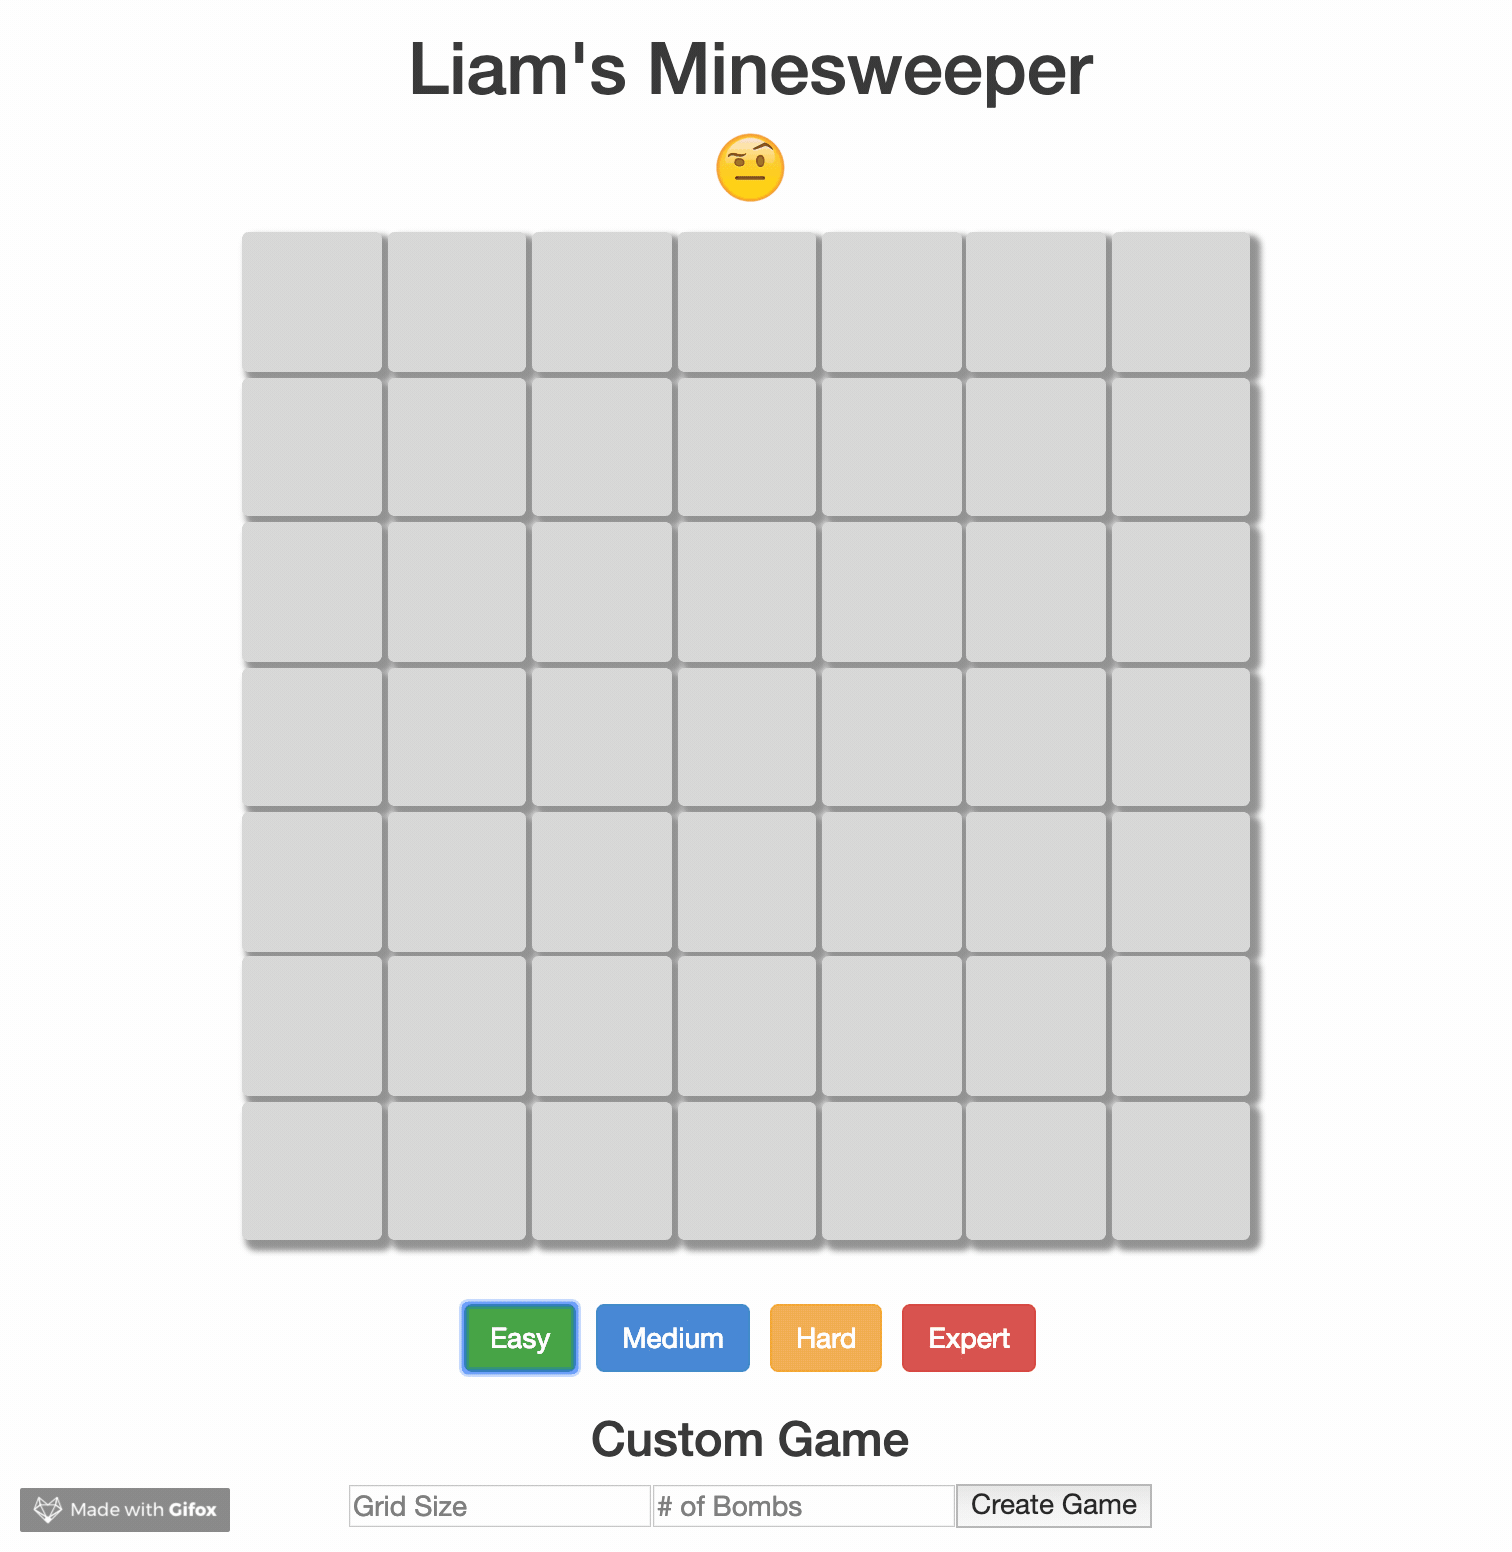 Liam's Minesweeper
Easy Medium Hard Expert
Custom Game
Grid Size # of Bombs Create Game
Made with Gifox